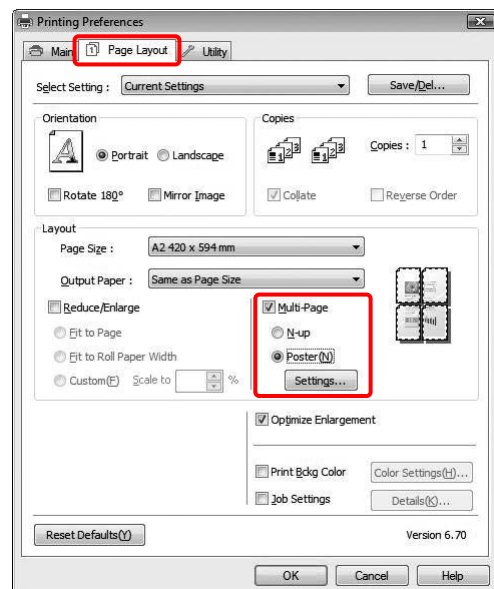 Printing Preferences
Main Page Layout Utility
Select Setting : Current Settings Save/Del...
Orientation
Portrait Landscape
Rotate 180° Mirror Image
Copies
Copies : 1
Collate Reverse Order
Layout
Page Size : A2 420 x 594 mm
Output Paper : Same as Page Size
Reduce/Enlarge
Fit to Page
Fit to Roll Paper Width
Custom(F) Scale to %
Multi-Page
N-up
Poster(N)
Settings...
Optimize Enlargement
Print Bckg Color Color Settings(H)...
Job Settings Details(K)...
Reset Defaults(Y) Version 6.70
OK Cancel Help